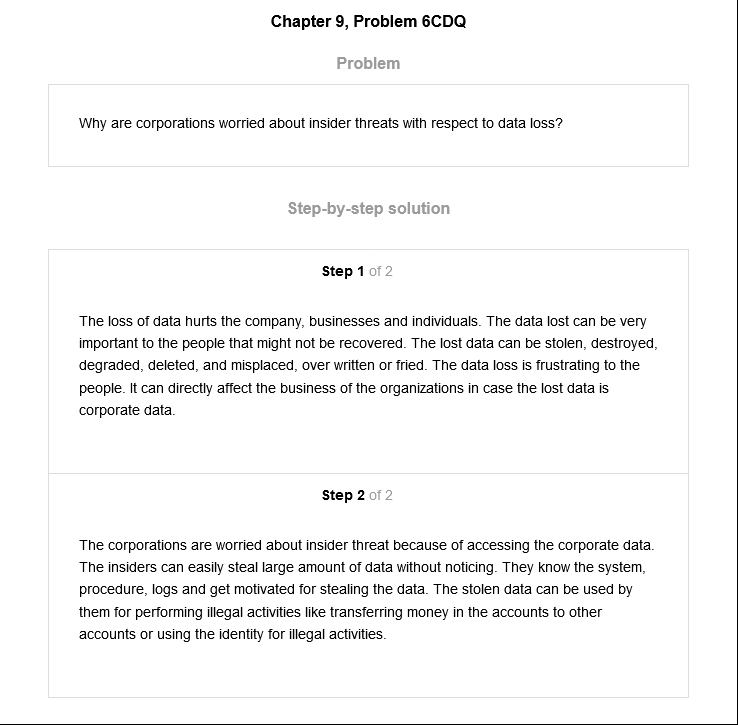 Chapter 9, Problem 6CDQ
Problem
Why are corporations worried about insider threats with respect to data loss?
Step-by-step solution
Step 1 of 2
The loss of data hurts the company, businesses and individuals. The data lost can be very
important to the people that might not be recovered. The lost data can be stolen, destroyed,
degraded, deleted, and misplaced, over written or fried. The data loss is frustrating to the
people. It can directly affect the business of the organizations in case the lost data is
corporate data.
Step 2 of 2
The corporations are worried about insider threat because of accessing the corporate data.
The insiders can easily steal large amount of data without noticing. They know the system,
procedure, logs and get motivated for stealing the data. The stolen data can be used by
them for performing illegal activities like transferring money in the accounts to other
accounts or using the identity for illegal activities.